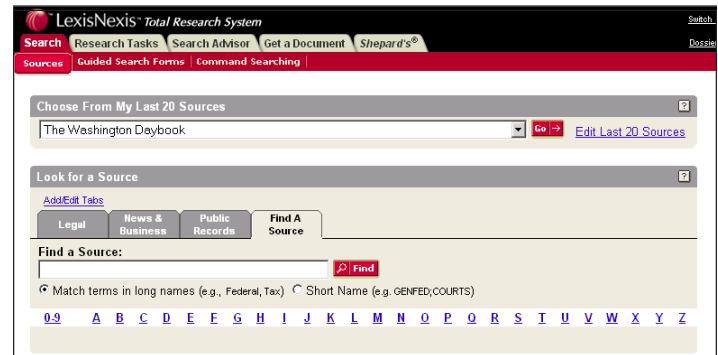 LexisNexis™ Total Research System
Switch
Search Research Tasks Search Advisor Get a Document Shepard's®
Dossier
Sources Guided Search Forms | Command Searching |
Choose From My Last 20 Sources ?
The Washington Daybook Go → Edit Last 20 Sources
Look for a Source ?
Add/Edit Tabs
Legal News & Business Public Records Find A Source
Find a Source:
Find
Match terms in long names (e.g., Federal, Tax) Short Name (e.g. GENFED;COURTS)
0-9 A B C D E F G H I J K L M N O P Q R S T U V W X Y Z